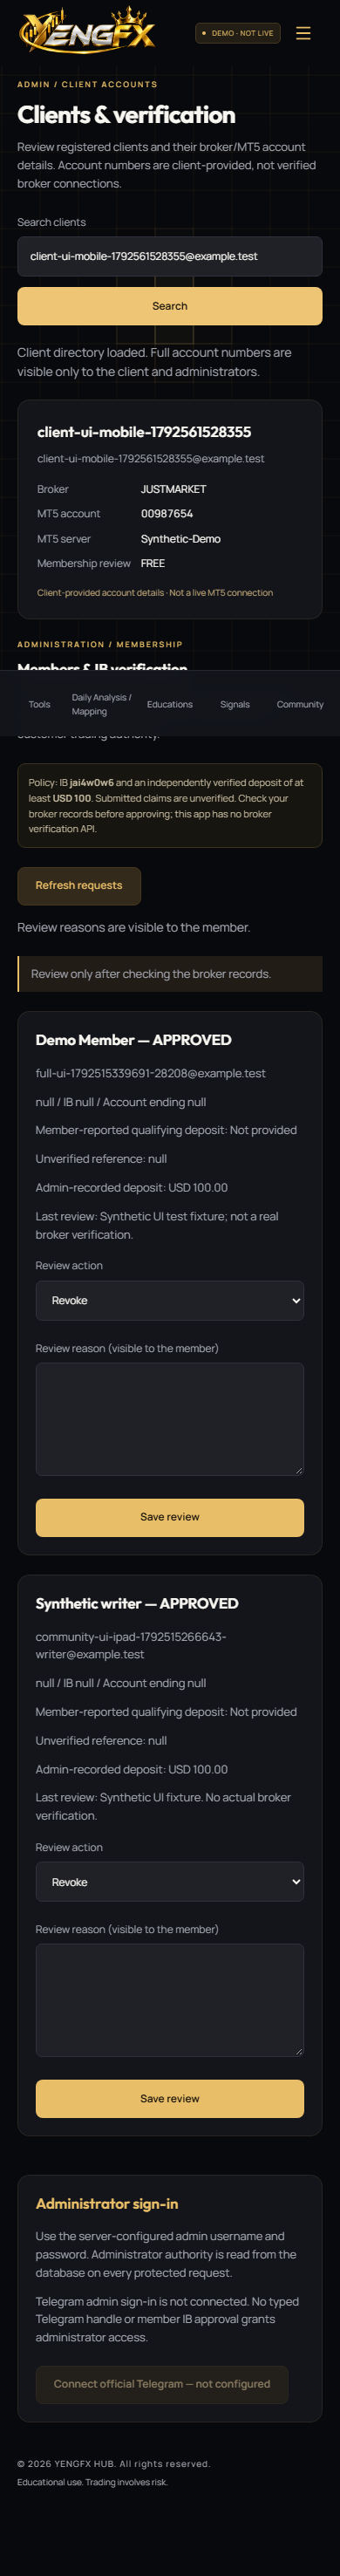 YENGFX
DEMO · NOT LIVE
ADMIN / CLIENT ACCOUNTS
Clients & verification
Review registered clients and their broker/MT5 account
details. Account numbers are client-provided, not verified
broker connections.
Search clients
client-ui-mobile-1792561528355@example.test
Search
Client directory loaded. Full account numbers are
visible only to the client and administrators.
client-ui-mobile-1792561528355
client-ui-mobile-1792561528355@example.test
Broker JUSTMARKET
MT5 account 00987654
MT5 server Synthetic-Demo
Membership review FREE
Client-provided account details · Not a live MT5 connection
ADMINISTRATION / MEMBERSHIP
Members & IB verification
Tools
Daily Analysis /
Mapping
Educations
Signals
Community
customer trading authority.
Policy: IB jai4w0w6 and an independently verified deposit of at
least USD 100. Submitted claims are unverified. Check your
broker records before approving; this app has no broker
verification API.
Refresh requests
Review reasons are visible to the member.
Review only after checking the broker records.
Demo Member — APPROVED
full-ui-1792515339691-28208@example.test
null / IB null / Account ending null
Member-reported qualifying deposit: Not provided
Unverified reference: null
Admin-recorded deposit: USD 100.00
Last review: Synthetic UI test fixture; not a real
broker verification.
Review action
Revoke
Review reason (visible to the member)
Save review
Synthetic writer — APPROVED
community-ui-ipad-1792515266643-
writer@example.test
null / IB null / Account ending null
Member-reported qualifying deposit: Not provided
Unverified reference: null
Admin-recorded deposit: USD 100.00
Last review: Synthetic UI fixture. No actual broker
verification.
Review action
Revoke
Review reason (visible to the member)
Save review
Administrator sign-in
Use the server-configured admin username and
password. Administrator authority is read from the
database on every protected request.
Telegram admin sign-in is not connected. No typed
Telegram handle or member IB approval grants
administrator access.
Connect official Telegram — not configured
© 2026 YENGFX HUB. All rights reserved.
Educational use. Trading involves risk.